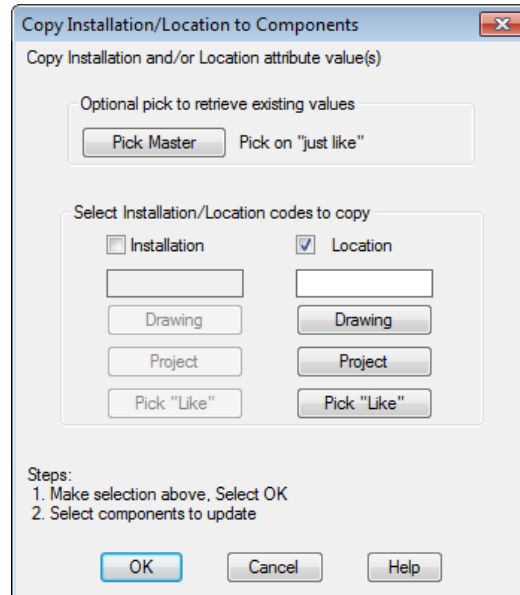 Copy Installation/Location to Components
Copy Installation and/or Location attribute value(s)
Optional pick to retrieve existing values
Pick Master Pick on "just like"
Select Installation/Location codes to copy
Installation Location
Drawing Drawing
Project Project
Pick "Like" Pick "Like"
Steps:
1. Make selection above, Select OK
2. Select components to update
OK Cancel Help